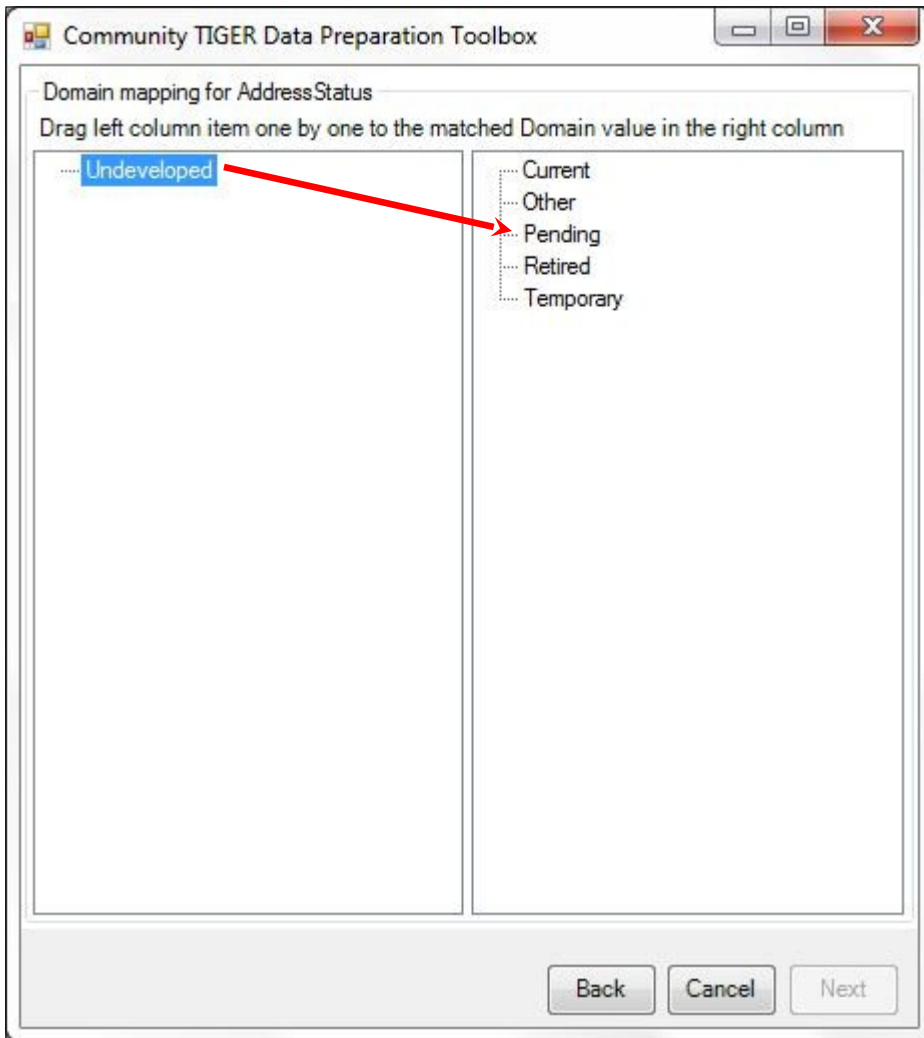 Community TIGER Data Preparation Toolbox
Domain mapping for AddressStatus
Drag left column item one by one to the matched Domain value in the right column
Undeveloped
Current
Other
Pending
Retired
Temporary
Back
Cancel
Next